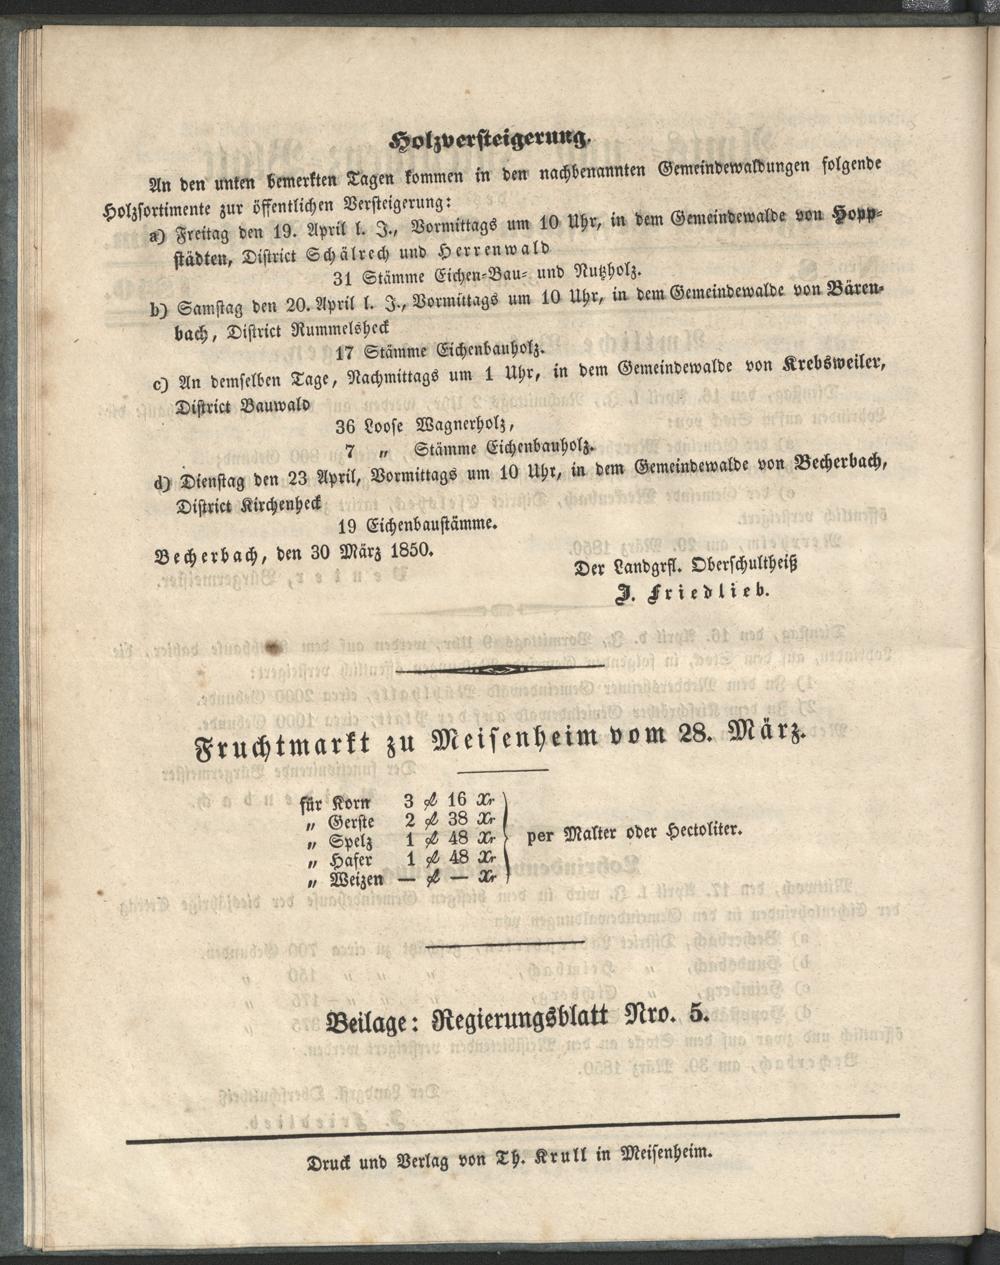 Holzversteigerung.
An den unten bemerkten Tagen kommen in den nachbenannten Gemeindewaldungen folgende
Holzsortimente zur öffentlichen Versteigerung:
a) Freitag den 19. April l. J., Vormittags um 10 Uhr, in dem Gemeindewalde von Hopp-
städten, District Schälrech und Herrenwald
31 Stämme Eichen-Bau- und Nutzholz.
b) Samstag den 20. April l. J., Vormittags um 10 Uhr, in dem Gemeindewalde von Bären-
bach, District Rummelsheck
17 Stämme Eichenbauholz.
c) An demselben Tage, Nachmittags um 1 Uhr, in dem Gemeindewalde von Krebsweiler,
District Bauwald
36 Loose Wagnerholz,
7 „ Stämme Eichenbauholz.
d) Dienstag den 23 April, Vormittags um 10 Uhr, in dem Gemeindewalde von Becherbach,
District Kirchenheck
19 Eichenbaustämme.
Becherbach, den 30 März 1850.
Der Landgrfl. Oberschultheiß
J. Friedlieb.
Fruchtmarkt zu Meisenheim vom 28. März.
für Korn 3 fl 16 Xr
„ Gerste 2 fl 38 Xr
„ Spelz 1 fl 48 Xr
„ Hafer 1 fl 48 Xr
„ Weizen — fl — Xr
per Malter oder Hectoliter.
Beilage: Regierungsblatt Nro. 5.
Druck und Verlag von Th. Krull in Meisenheim.